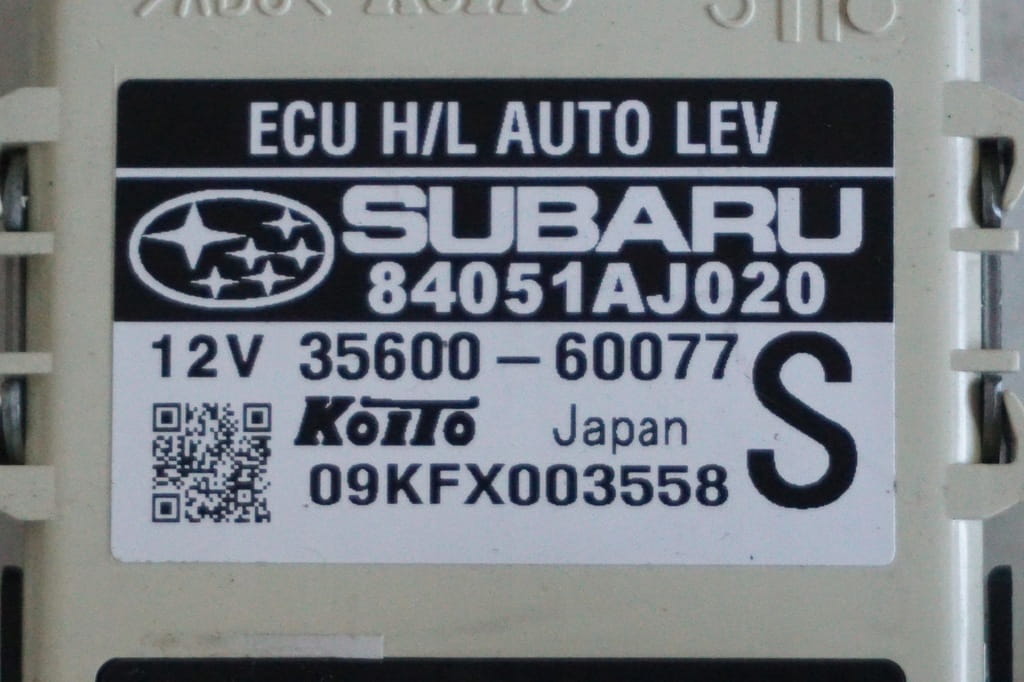 ECU H/L AUTO LEV
SUBARU
84051AJ020
12V 35600-60077 S
KOITO Japan
09KFX003558